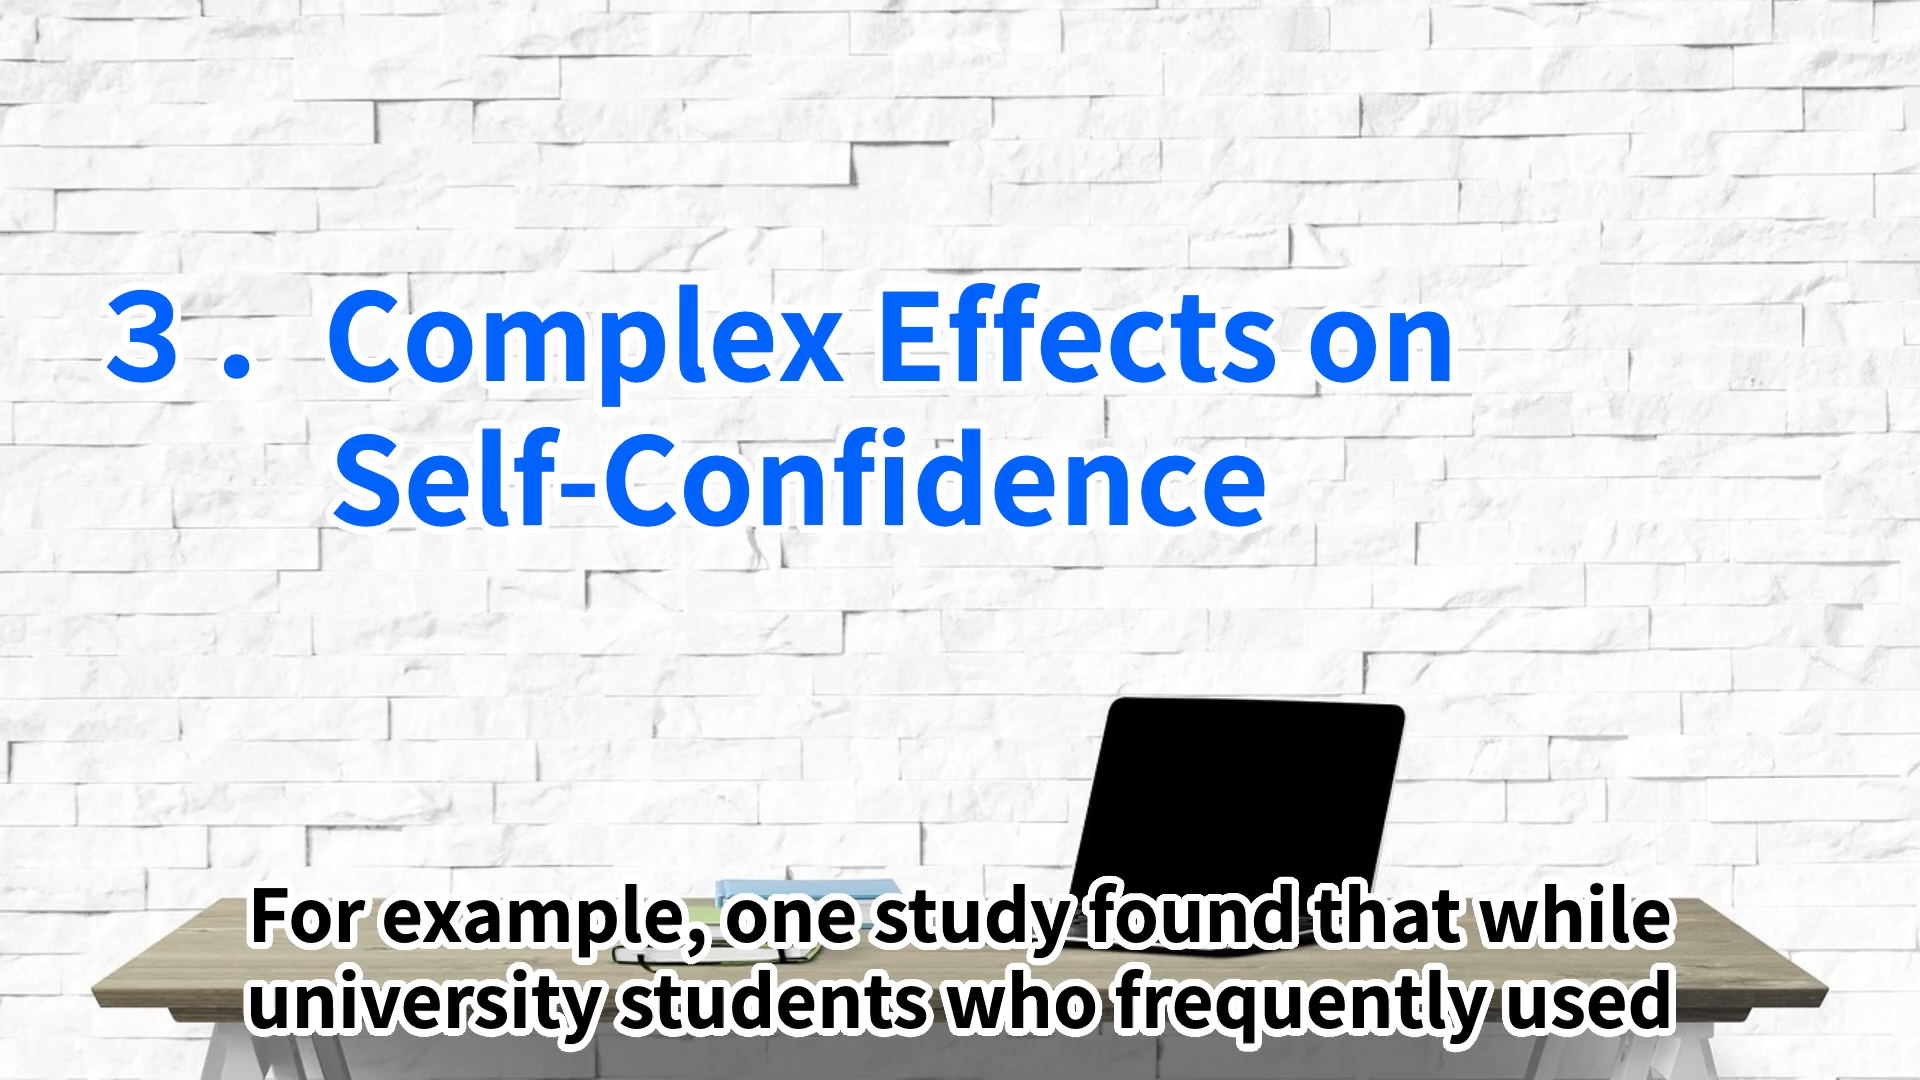 ３． Complex Effects on
Self-Confidence
For example, one study found that while
university students who frequently used